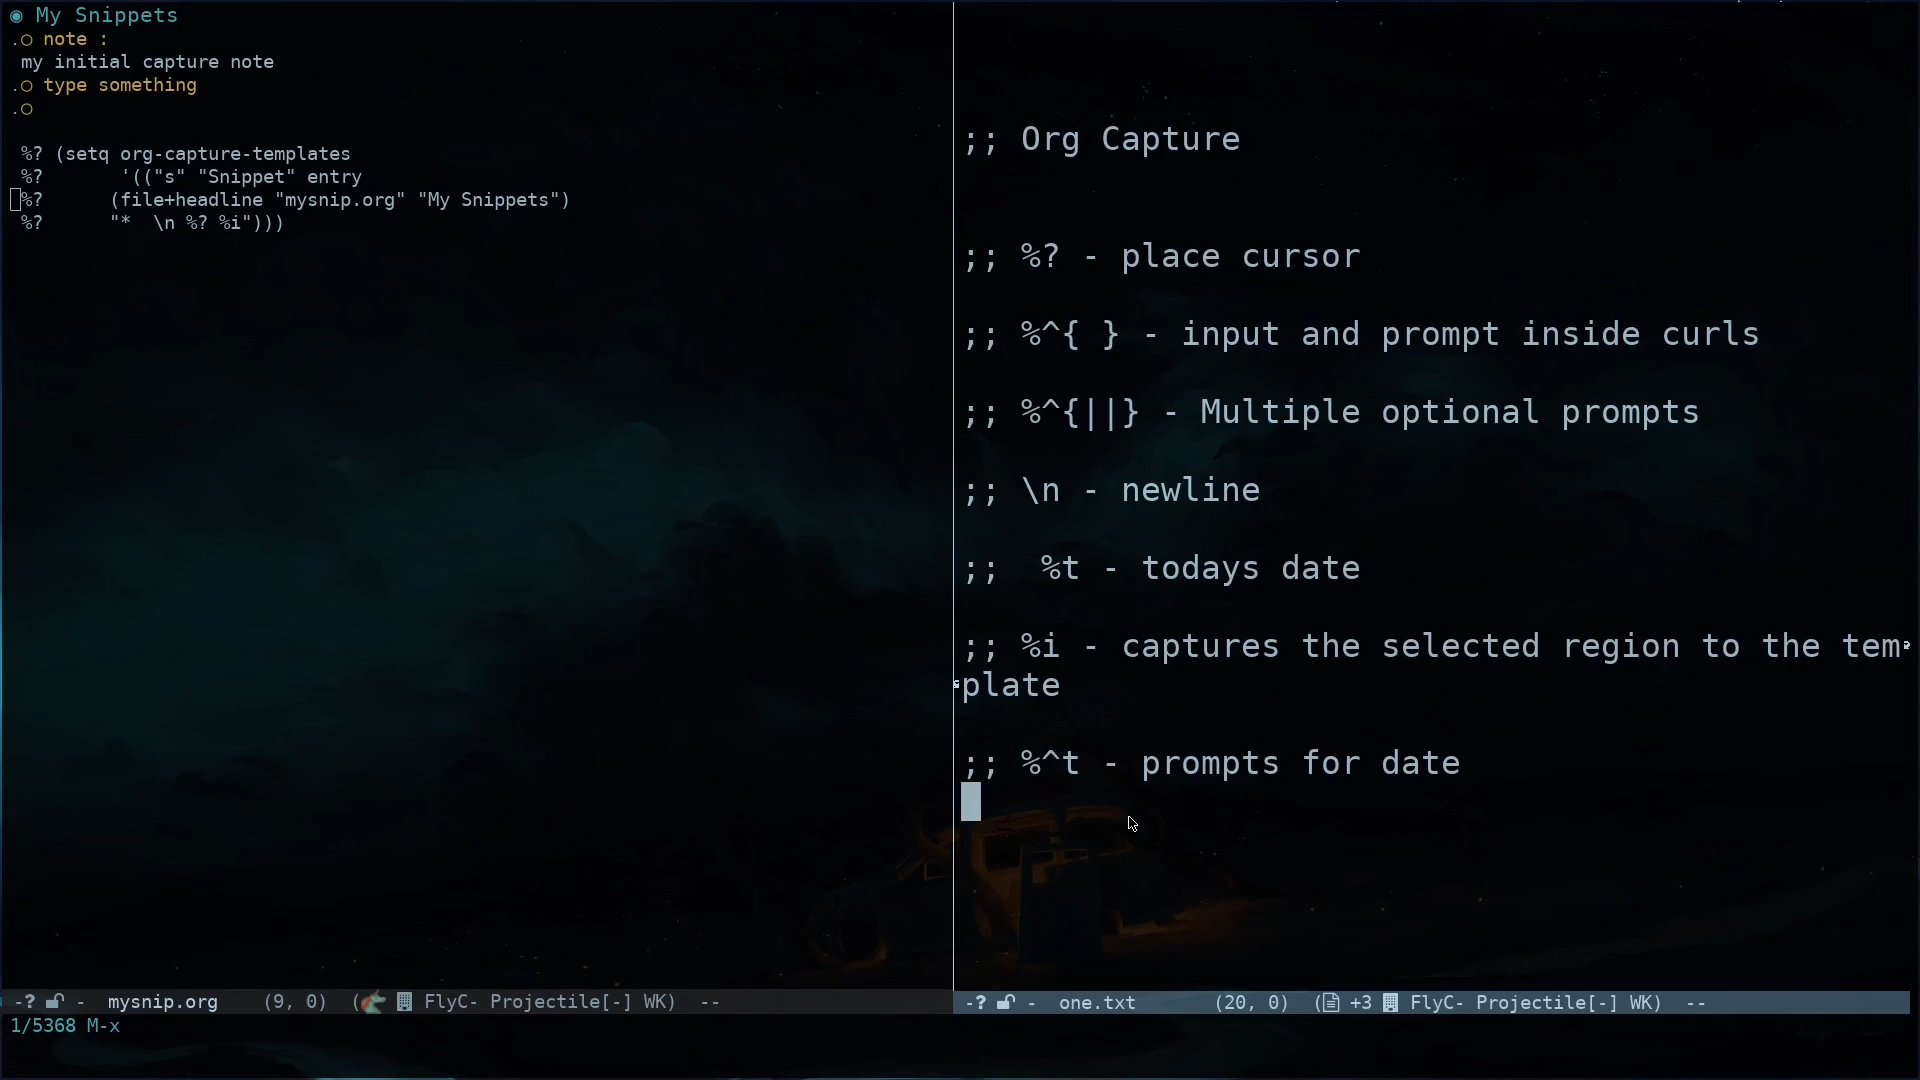 ◉ My Snippets
.○ note :
my initial capture note
.○ type something
.○
%? (setq org-capture-templates
%?       '(("s" "Snippet" entry
%?      (file+headline "mysnip.org" "My Snippets")
%?      "*  \n %? %i")))
-?  -  mysnip.org    (9, 0)  ( FlyC- Projectile[-] WK)  --
1/5368 M-x
;; Org Capture
;; %? - place cursor
;; %^{ } - input and prompt inside curls
;; %^{||} - Multiple optional prompts
;; \n - newline
;;  %t - todays date
;; %i - captures the selected region to the tem
plate
;; %^t - prompts for date
-?  -  one.txt       (20, 0)  ( +3  FlyC- Projectile[-] WK)  --